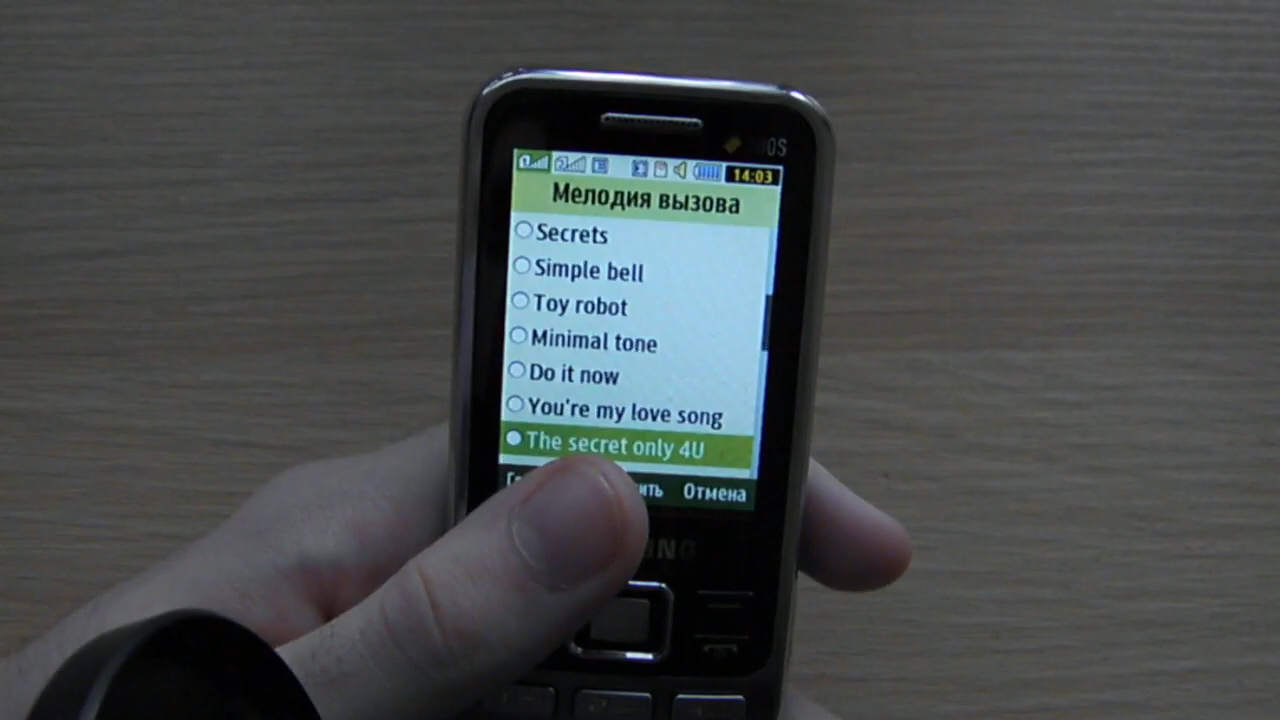 14:03
Мелодия вызова
Secrets
Simple bell
Toy robot
Minimal tone
Do it now
You're my love song
The secret only 4U
Отмена